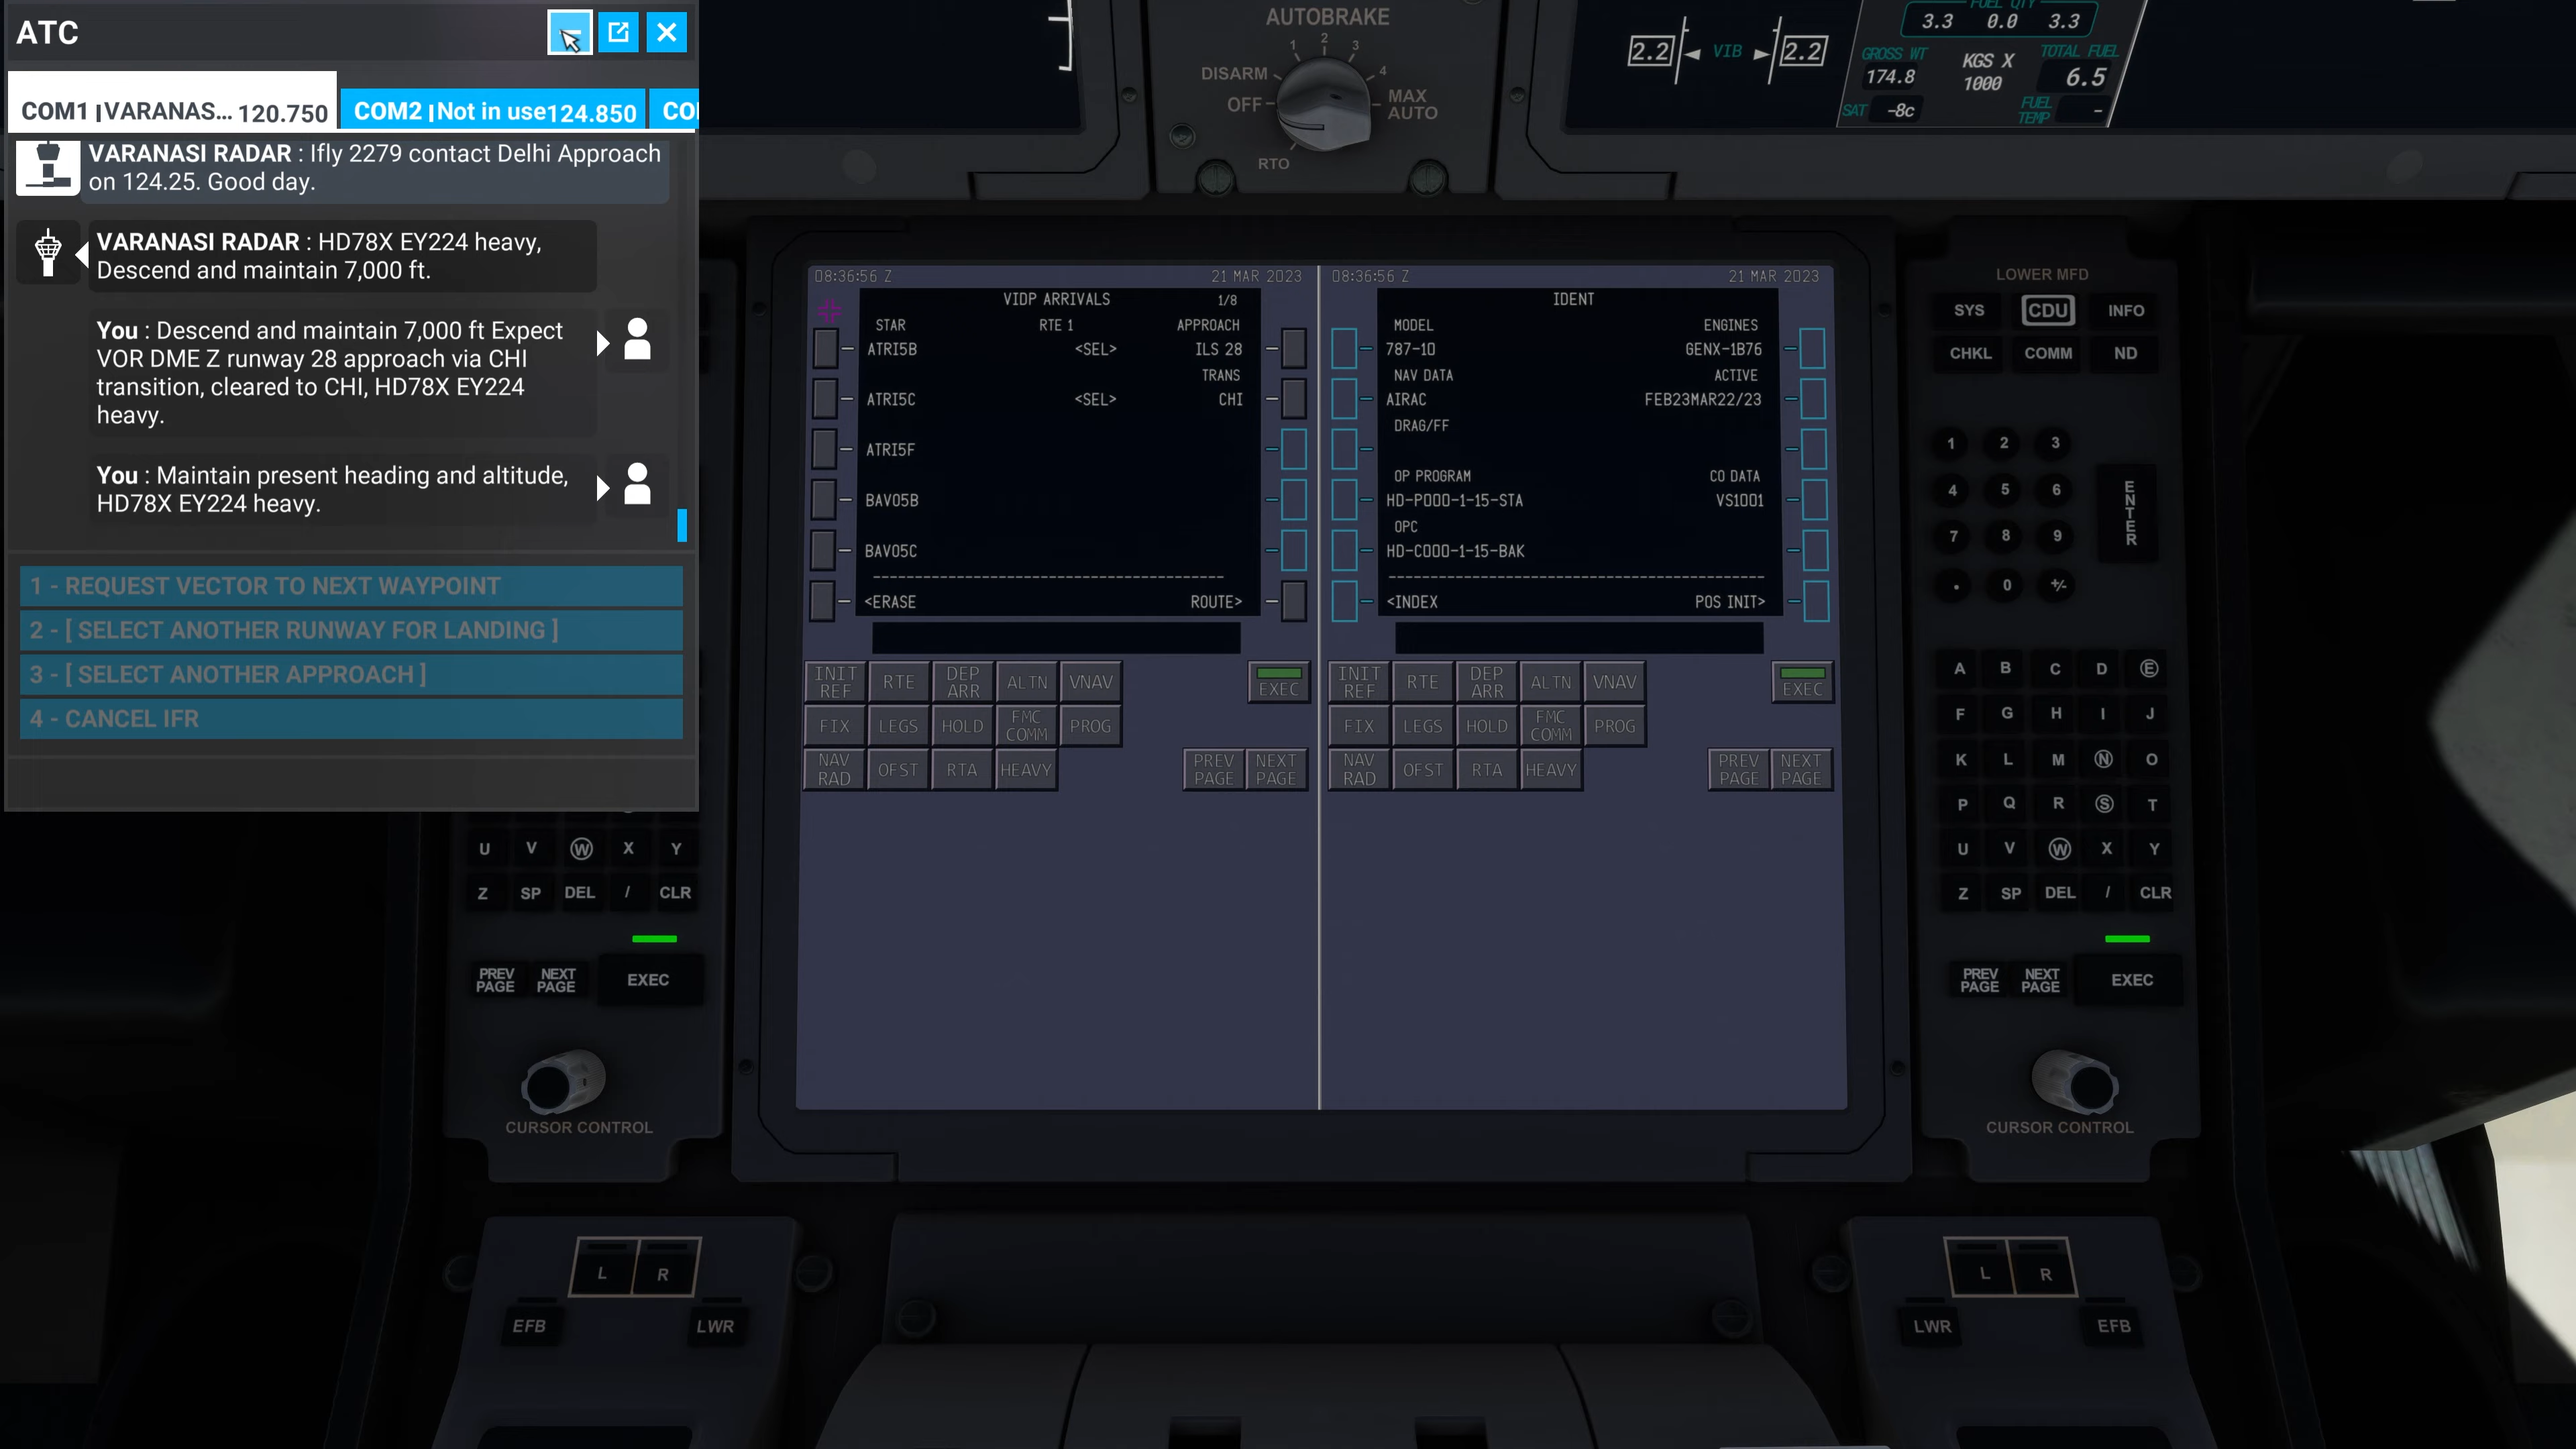 ATC
COM1 |VARANAS... 120.750
COM2 |Not in use124.850
VARANASI RADAR : Ifly 2279 contact Delhi Approach
on 124.25. Good day.
VARANASI RADAR : HD78X EY224 heavy,
Descend and maintain 7,000 ft.
You : Descend and maintain 7,000 ft Expect
VOR DME Z runway 28 approach via CHI
transition, cleared to CHI, HD78X EY224
heavy.
You : Maintain present heading and altitude,
HD78X EY224 heavy.
1 - REQUEST VECTOR TO NEXT WAYPOINT
2 - [ SELECT ANOTHER RUNWAY FOR LANDING ]
3 - [ SELECT ANOTHER APPROACH ]
4 - CANCEL IFR
AUTOBRAKE
1 2 3 4
DISARM
OFF
MAX
AUTO
RTO
2.2 VIB 2.2
FUEL QTY
3.3 0.0 3.3
GROSS WT
174.8
KGS X
1000
TOTAL FUEL
6.5
SAT -8c
FUEL
TEMP -
08:36:56 Z 21 MAR 2023
VIDP ARRIVALS 1/8
STAR RTE 1 APPROACH
ATRI5B <SEL> ILS 28
TRANS
ATRI5C <SEL> CHI
ATRI5F
BAVO5B
BAVO5C
<ERASE ROUTE>
INIT
REF
RTE
DEP
ARR
ALTN
VNAV
EXEC
FIX
LEGS
HOLD
FMC
COMM
PROG
NAV
RAD
OFST
RTA
HEAVY
PREV
PAGE
NEXT
PAGE
08:36:56 Z 21 MAR 2023
IDENT
MODEL ENGINES
787-10 GENX-1B76
NAV DATA ACTIVE
AIRAC FEB23MAR22/23
DRAG/FF
OP PROGRAM CO DATA
HD-P000-1-15-STA VS1001
OPC
HD-C000-1-15-BAK
<INDEX POS INIT>
INIT
REF
RTE
DEP
ARR
ALTN
VNAV
EXEC
FIX
LEGS
HOLD
FMC
COMM
PROG
NAV
RAD
OFST
RTA
HEAVY
PREV
PAGE
NEXT
PAGE
LOWER MFD
SYS CDU INFO
CHKL COMM ND
1 2 3
4 5 6
7 8 9
. 0 +/-
ENTER
A B C D E
F G H I J
K L M N O
P Q R S T
U V W X Y
Z SP DEL / CLR
PREV
PAGE
NEXT
PAGE
EXEC
CURSOR CONTROL
U V W X Y
Z SP DEL / CLR
PREV
PAGE
NEXT
PAGE
EXEC
CURSOR CONTROL
L R
EFB LWR
L R
LWR EFB